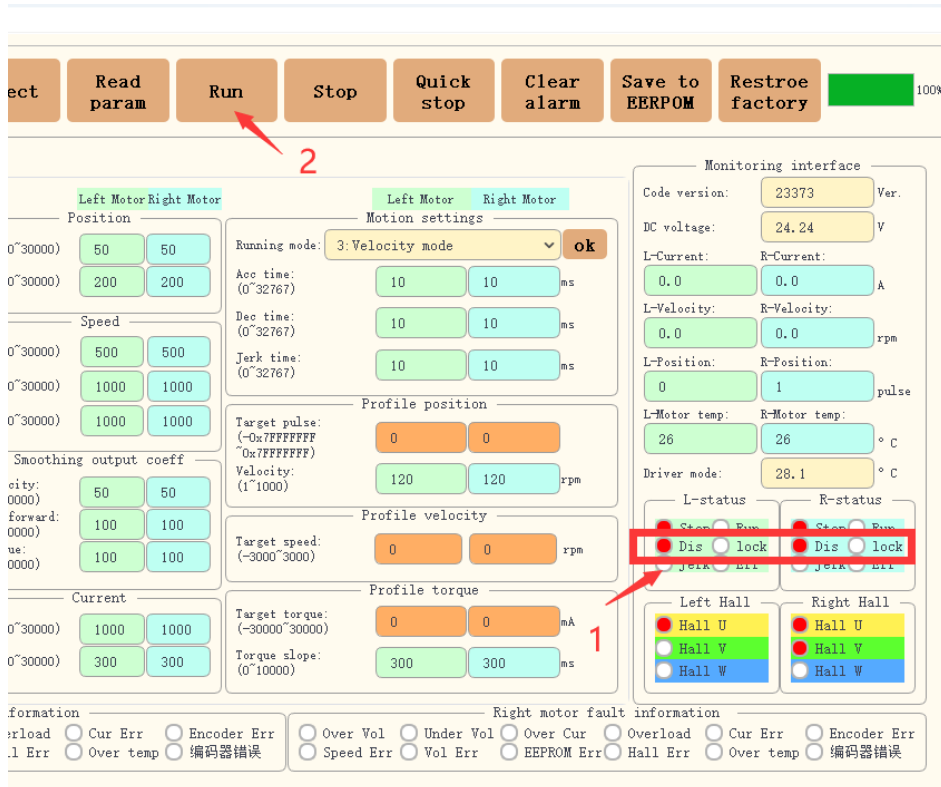 ect
Read
param
Run
Stop
Quick
stop
Clear
alarm
Save to
EERPOM
Restroe
factory
100%
2
Left Motor Right Motor
Position
0~30000) 50 50
0~30000) 200 200
Speed
0~30000) 500 500
0~30000) 1000 1000
0~30000) 1000 1000
Smoothing output coeff
city:
0000) 50 50
forward:
0000) 100 100
ue:
0000) 100 100
Current
0~30000) 1000 1000
0~30000) 300 300
Left Motor Right Motor
Motion settings
Running mode: 3:Velocity mode ok
Acc time:
(0~32767) 10 10 ms
Dec time:
(0~32767) 10 10 ms
Jerk time:
(0~32767) 10 10 ms
Profile position
Target pulse:
(-0x7FFFFFFF
~0x7FFFFFFF) 0 0
Velocity:
(1~1000) 120 120 rpm
Profile velocity
Target speed:
(-3000~3000) 0 0 rpm
Profile torque
Target torque:
(-30000~30000) 0 0 mA
Torque slope:
(0~10000) 300 300 ms
Monitoring interface
Code version: 23373 Ver.
DC voltage: 24.24 V
L-Current: R-Current:
0.0 0.0 A
L-Velocity: R-Velocity:
0.0 0.0 rpm
L-Position: R-Position:
0 1 pulse
L-Motor temp: R-Motor temp:
26 26 ° C
Driver mode: 28.1 ° C
L-status R-status
Stop Run Stop Run
Dis lock Dis lock
Jerk Err Jerk Err
1
Left Hall Right Hall
Hall U Hall U
Hall V Hall V
Hall W Hall W
formation
erload Cur Err Encoder Err
ll Err Over temp 编码器错误
Right motor fault information
Over Vol Under Vol Over Cur Overload Cur Err Encoder Err
Speed Err Vol Err EEPROM Err Hall Err Over temp 编码器错误